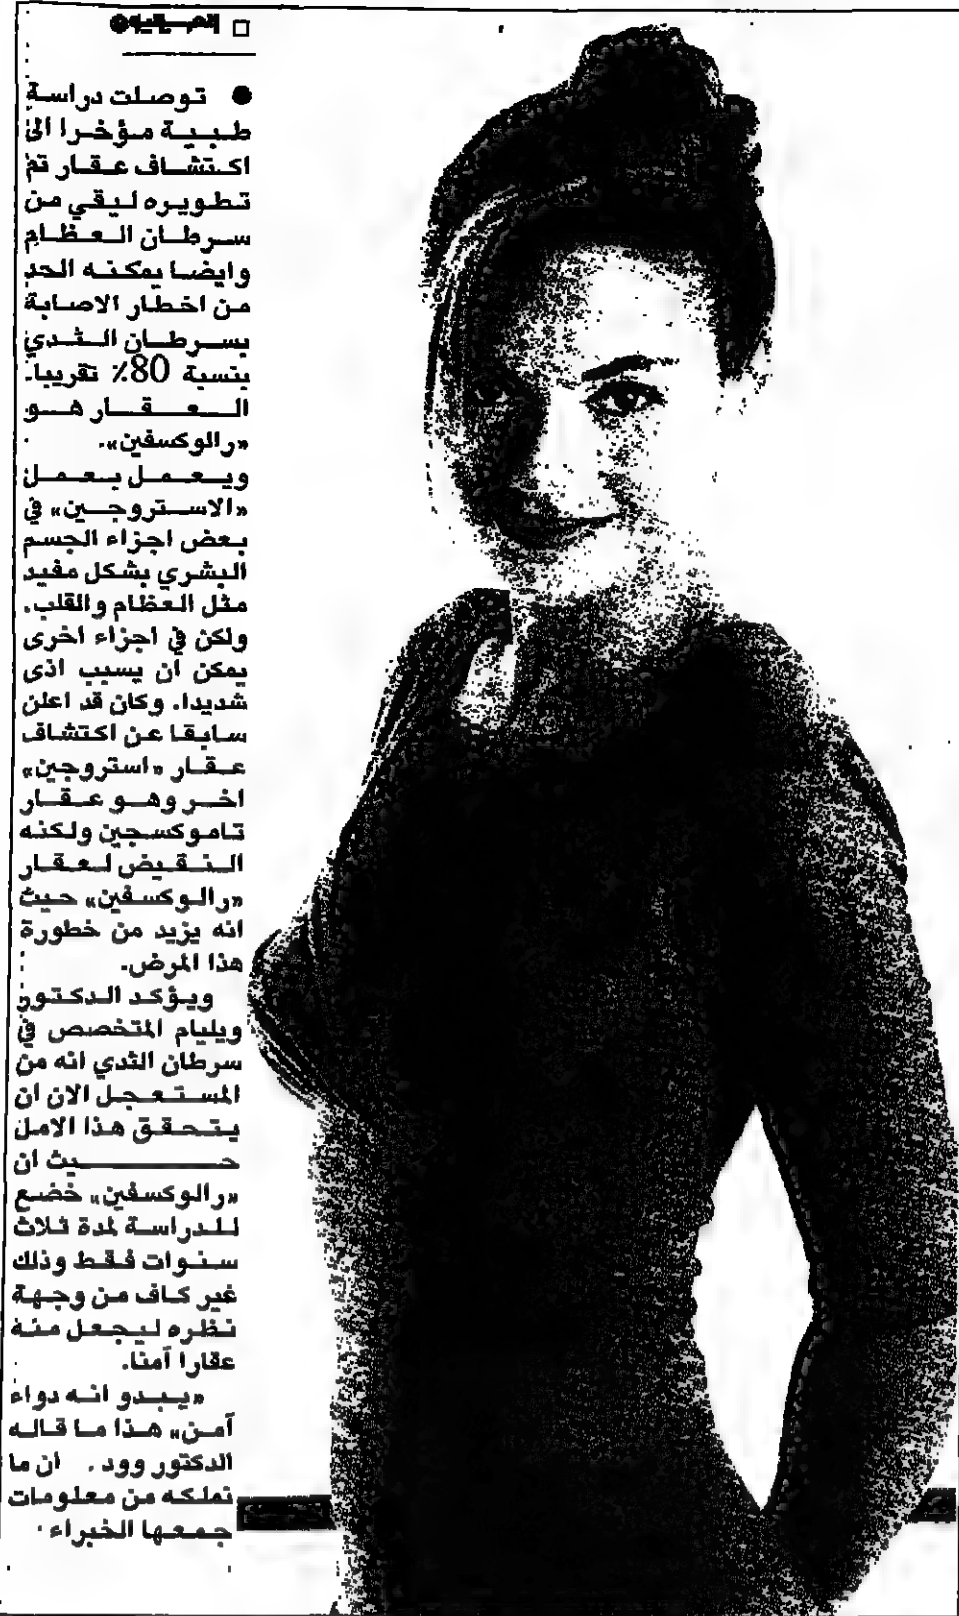 ● توصلت دراسة
طبية مؤخرا الى
اكتشاف عقار تم
تطويره ليقي من
سرطان العظام
وايضا يمكنه الحد
من اخطار الاصابة
بسرطان الثدي
بنسبة 80٪ تقريبا.
العقار هو
«رالوكسفين».
ويعمل بعمل
«الاستروجين» في
بعض اجزاء الجسم
البشري بشكل مفيد
مثل العظام والقلب.
ولكن في اجزاء اخرى
يمكن ان يسبب اذى
شديدا. وكان قد اعلن
سابقا عن اكتشاف
عقار «استروجين»
اخر وهو عقار
تاموكسجين ولكنه
النقيض لعقار
«رالوكسفين» حيث
انه يزيد من خطورة
هذا المرض.
ويؤكد الدكتور
ويليام المتخصص في
سرطان الثدي انه من
المستعجل الان ان
يتحقق هذا الامل
حيث ان
«رالوكسفين» خضع
للدراسة لمدة ثلاث
سنوات فقط وذلك
غير كاف من وجهة
نظره ليجعل منه
عقارا آمنا.
«يبدو انه دواء
آمن» هذا ما قاله
الدكتور وود. ان ما
نملكه من معلومات
جمعها الخبراء